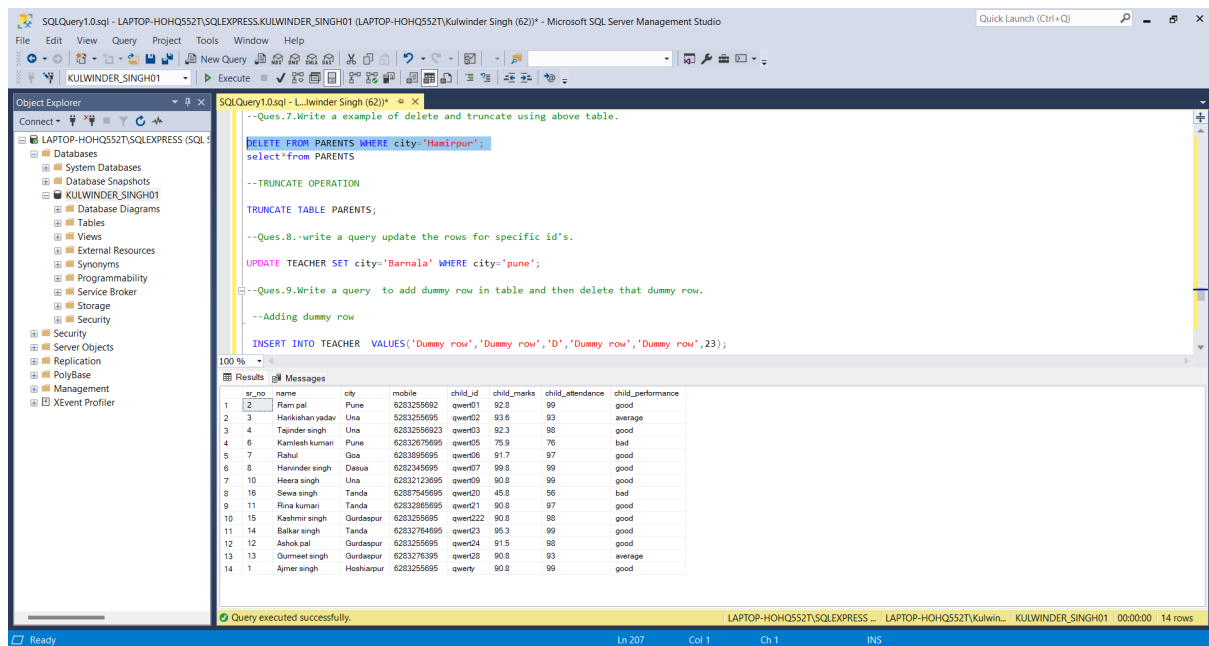 SQLQuery1.0.sql - LAPTOP-HOHQ552T\SQLEXPRESS.KULWINDER_SINGH01 (LAPTOP-HOHQ552T\Kulwinder Singh (62))* - Microsoft SQL Server Management Studio
Quick Launch (Ctrl+Q)
File Edit View Query Project Tools Window Help
New Query
KULWINDER_SINGH01 Execute
Object Explorer
SQLQuery1.0.sql - L...lwinder Singh (62))*
Connect
LAPTOP-HOHQ552T\SQLEXPRESS (SQL S
Databases
System Databases
Database Snapshots
KULWINDER_SINGH01
Database Diagrams
Tables
Views
External Resources
Synonyms
Programmability
Service Broker
Storage
Security
Security
Server Objects
Replication
PolyBase
Management
XEvent Profiler
--Ques.7.Write a example of delete and truncate using above table.
DELETE FROM PARENTS WHERE city='Hamirpur';
select*from PARENTS
--TRUNCATE OPERATION
TRUNCATE TABLE PARENTS;
--Ques.8.-write a query update the rows for specific id's.
UPDATE TEACHER SET city='Barnala' WHERE city='pune';
--Ques.9.Write a query to add dummy row in table and then delete that dummy row.
--Adding dummy row
INSERT INTO TEACHER VALUES('Dummy row','Dummy row','D','Dummy row','Dummy row',23);
100 %
Results Messages
sr_no name city mobile child_id child_marks child_attendance child_performance
1 2 Ram pal Pune 6283255692 qwert01 92.8 99 good
2 3 Harikishan yadav Una 5283255695 qwert02 93.6 93 average
3 4 Tajinder singh Una 62832556923 qwert03 92.3 98 good
4 6 Kamlesh kumari Pune 62832675695 qwert05 75.9 76 bad
5 7 Rahul Goa 6283895695 qwert06 91.7 97 good
6 8 Harvinder singh Dasua 6282345695 qwert07 99.8 99 good
7 10 Heera singh Una 62832123695 qwert09 90.8 99 good
8 16 Sewa singh Tanda 62887545695 qwert20 45.8 56 bad
9 11 Rina kumari Tanda 62832865695 qwert21 90.8 97 good
10 15 Kashmir singh Gurdaspur 6283255695 qwert222 90.8 98 good
11 14 Balkar singh Tanda 62832764695 qwert23 95.3 99 good
12 12 Ashok pal Gurdaspur 6283255695 qwert24 91.5 98 good
13 13 Gurmeet singh Gurdaspur 6283276395 qwert28 90.8 93 average
14 1 Ajmer singh Hoshiarpur 6283255695 qwerty 90.8 99 good
Query executed successfully.
LAPTOP-HOHQ552T\SQLEXPRESS ... LAPTOP-HOHQ552T\Kulwin... KULWINDER_SINGH01 00:00:00 14 rows
Ready Ln 207 Col 1 Ch 1 INS